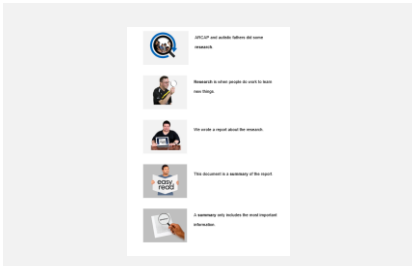 ARCAP and autistic fathers did some
research.
Research is when people do work to learn
new things.
We wrote a report about the research.
easy
read
This document is a summary of the report.
A summary only includes the most important
information.